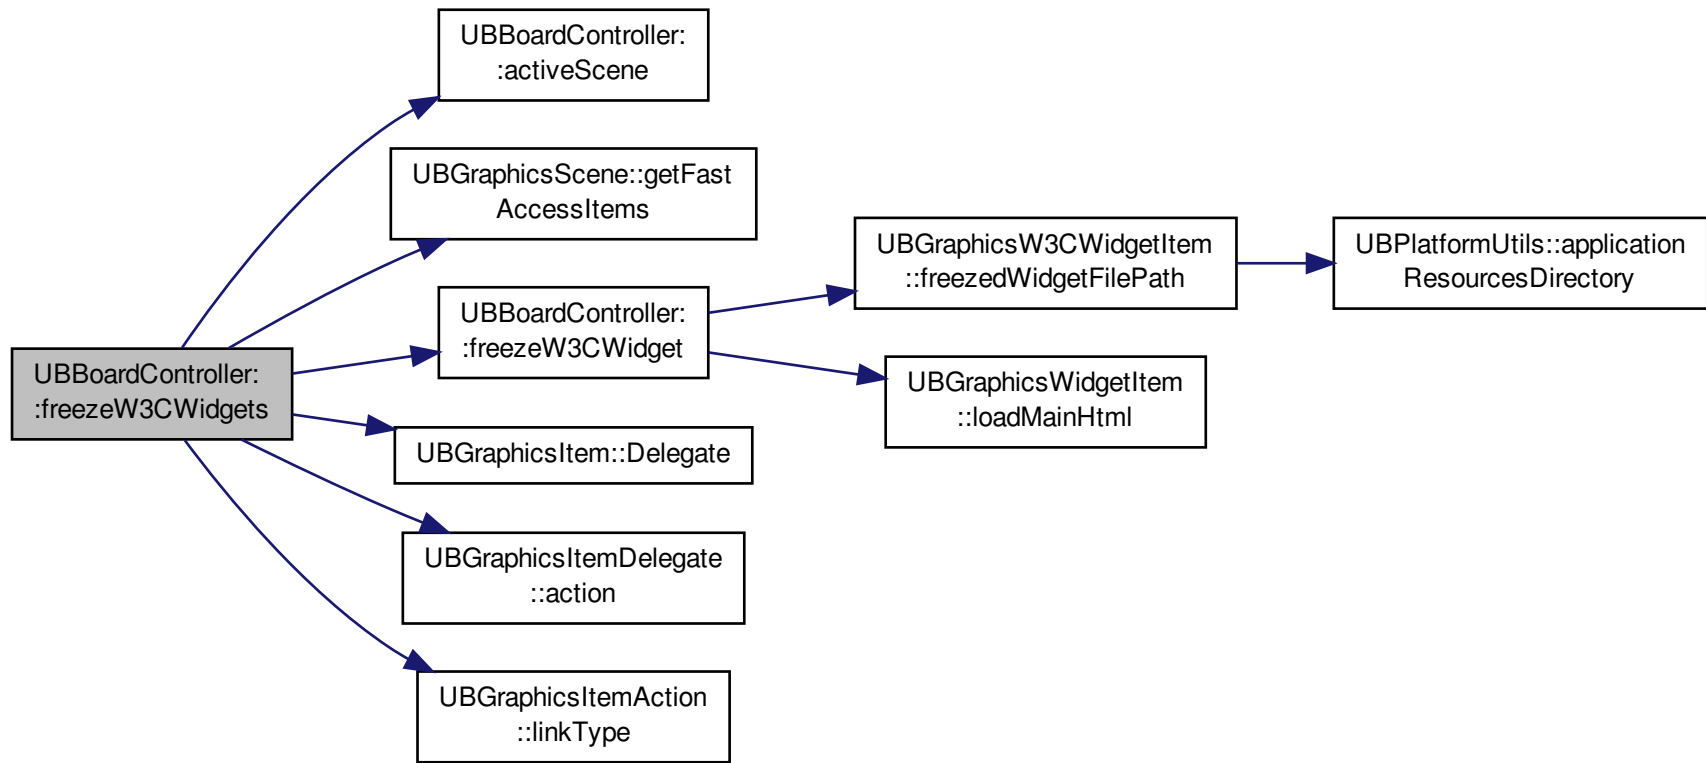 UBBoardController:
:activeScene
UBGraphicsScene::getFast
AccessItems
UBGraphicsW3CWidgetItem
::freezedWidgetFilePath
UBPlatformUtils::application
ResourcesDirectory
UBBoardController:
:freezeW3CWidget
UBBoardController:
:freezeW3CWidgets
UBGraphicsWidgetItem
::loadMainHtml
UBGraphicsItem::Delegate
UBGraphicsItemDelegate
::action
UBGraphicsItemAction
::linkType